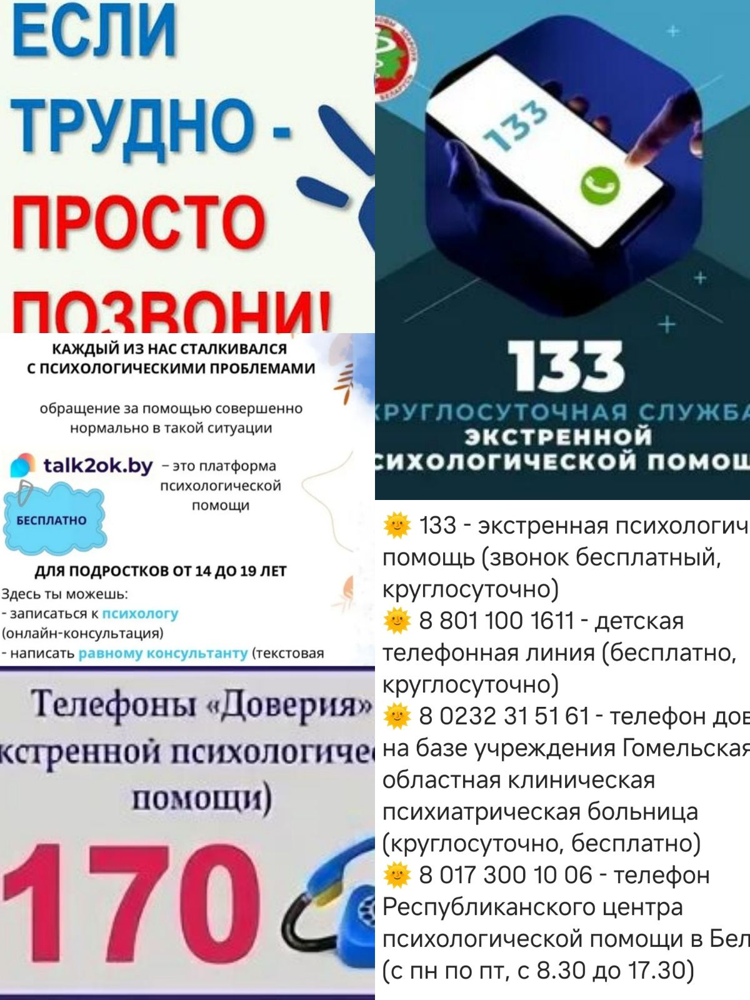 ЕСЛИ
ТРУДНО -
ПРОСТО
ПОЗВОНИ!
133
133
КРУГЛОСУТОЧНАЯ СЛУЖБА
ЭКСТРЕННОЙ
СИХОЛОГИЧЕСКОЙ ПОМОЩ
КАЖДЫЙ ИЗ НАС СТАЛКИВАЛСЯ
С ПСИХОЛОГИЧЕСКИМИ ПРОБЛЕМАМИ
обращение за помощью совершенно
нормально в такой ситуации
talk2ok.by – это платформа
психологической
помощи
БЕСПЛАТНО
ДЛЯ ПОДРОСТКОВ ОТ 14 ДО 19 ЛЕТ
Здесь ты можешь:
- записаться к психологу
(онлайн-консультация)
- написать равному консультанту (текстовая
Телефоны «Доверия»
кстренной психологичес
помощи)
170
🌞 133 - экстренная психологич
помощь (звонок бесплатный,
круглосуточно)
🌞 8 801 100 1611 - детская
телефонная линия (бесплатно,
круглосуточно)
🌞 8 0232 31 51 61 - телефон дов
на базе учреждения Гомельская
областная клиническая
психиатрическая больница
(круглосуточно, бесплатно)
🌞 8 017 300 10 06 - телефон
Республиканского центра
психологической помощи в Бел
(с пн по пт, с 8.30 до 17.30)